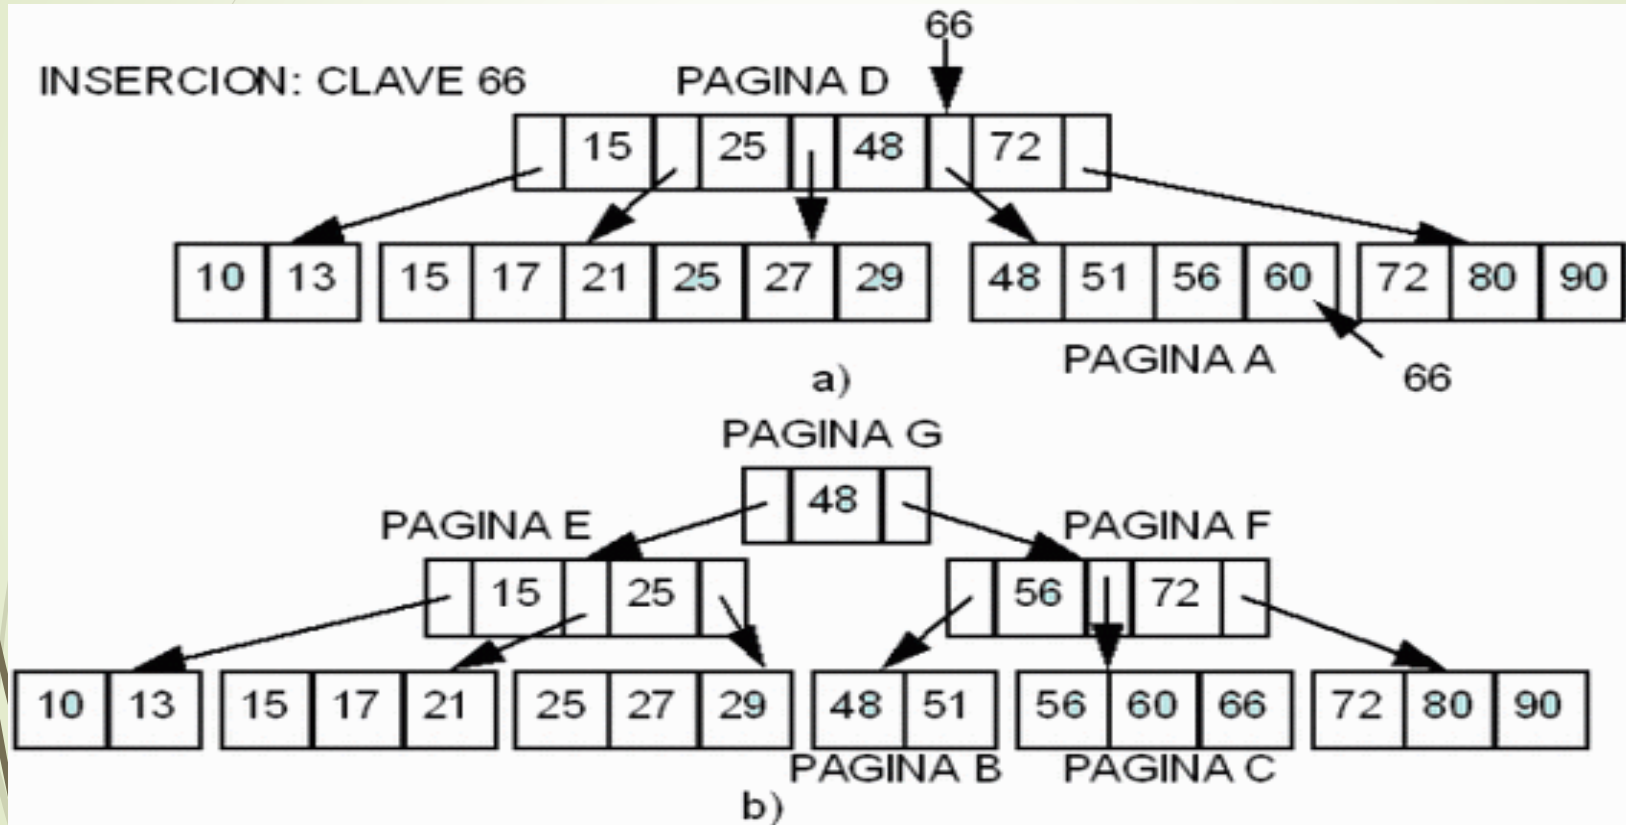 66
INSERCION: CLAVE 66 PAGINA D
15 25 48 72
10 13 15 17 21 25 27 29 48 51 56 60 72 80 90
PAGINA A
a) 66
PAGINA G
48
PAGINA E PAGINA F
15 25 56 72
10 13 15 17 21 25 27 29 48 51 56 60 66 72 80 90
PAGINA B PAGINA C
b)